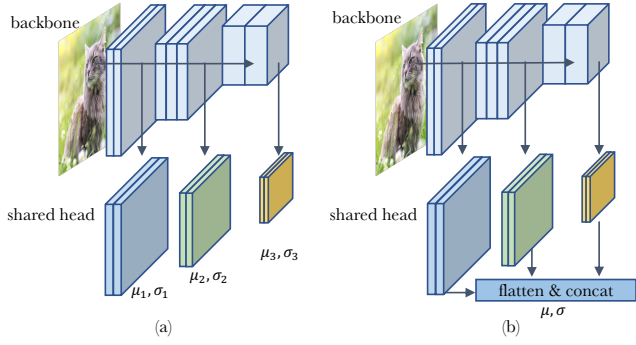 backbone
shared head
μ₁, σ₁
μ₂, σ₂
μ₃, σ₃
(a)
backbone
shared head
flatten & concat
μ, σ
(b)